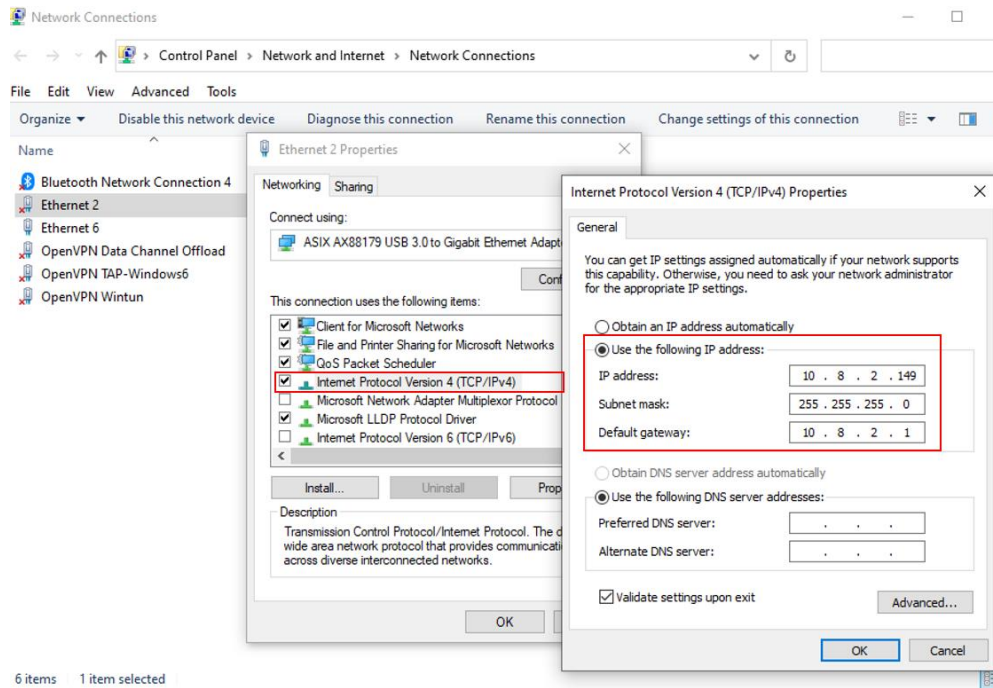 Network Connections
Control Panel > Network and Internet > Network Connections
File Edit View Advanced Tools
Organize Disable this network device Diagnose this connection Rename this connection Change settings of this connection
Name
Bluetooth Network Connection 4
Ethernet 2
Ethernet 6
OpenVPN Data Channel Offload
OpenVPN TAP-Windows6
OpenVPN Wintun
Ethernet 2 Properties
Networking Sharing
Connect using:
ASIX AX88179 USB 3.0 to Gigabit Ethernet Adapt
Conf
This connection uses the following items:
Client for Microsoft Networks
File and Printer Sharing for Microsoft Networks
QoS Packet Scheduler
Internet Protocol Version 4 (TCP/IPv4)
Microsoft Network Adapter Multiplexor Protocol
Microsoft LLDP Protocol Driver
Internet Protocol Version 6 (TCP/IPv6)
Install... Uninstall Prop
Description
Transmission Control Protocol/Internet Protocol. The d
wide area network protocol that provides communicati
across diverse interconnected networks.
OK
Internet Protocol Version 4 (TCP/IPv4) Properties
General
You can get IP settings assigned automatically if your network supports
this capability. Otherwise, you need to ask your network administrator
for the appropriate IP settings.
Obtain an IP address automatically
Use the following IP address:
IP address: 10 . 8 . 2 . 149
Subnet mask: 255 . 255 . 255 . 0
Default gateway: 10 . 8 . 2 . 1
Obtain DNS server address automatically
Use the following DNS server addresses:
Preferred DNS server: . . .
Alternate DNS server: . . .
Validate settings upon exit
Advanced...
OK Cancel
6 items 1 item selected